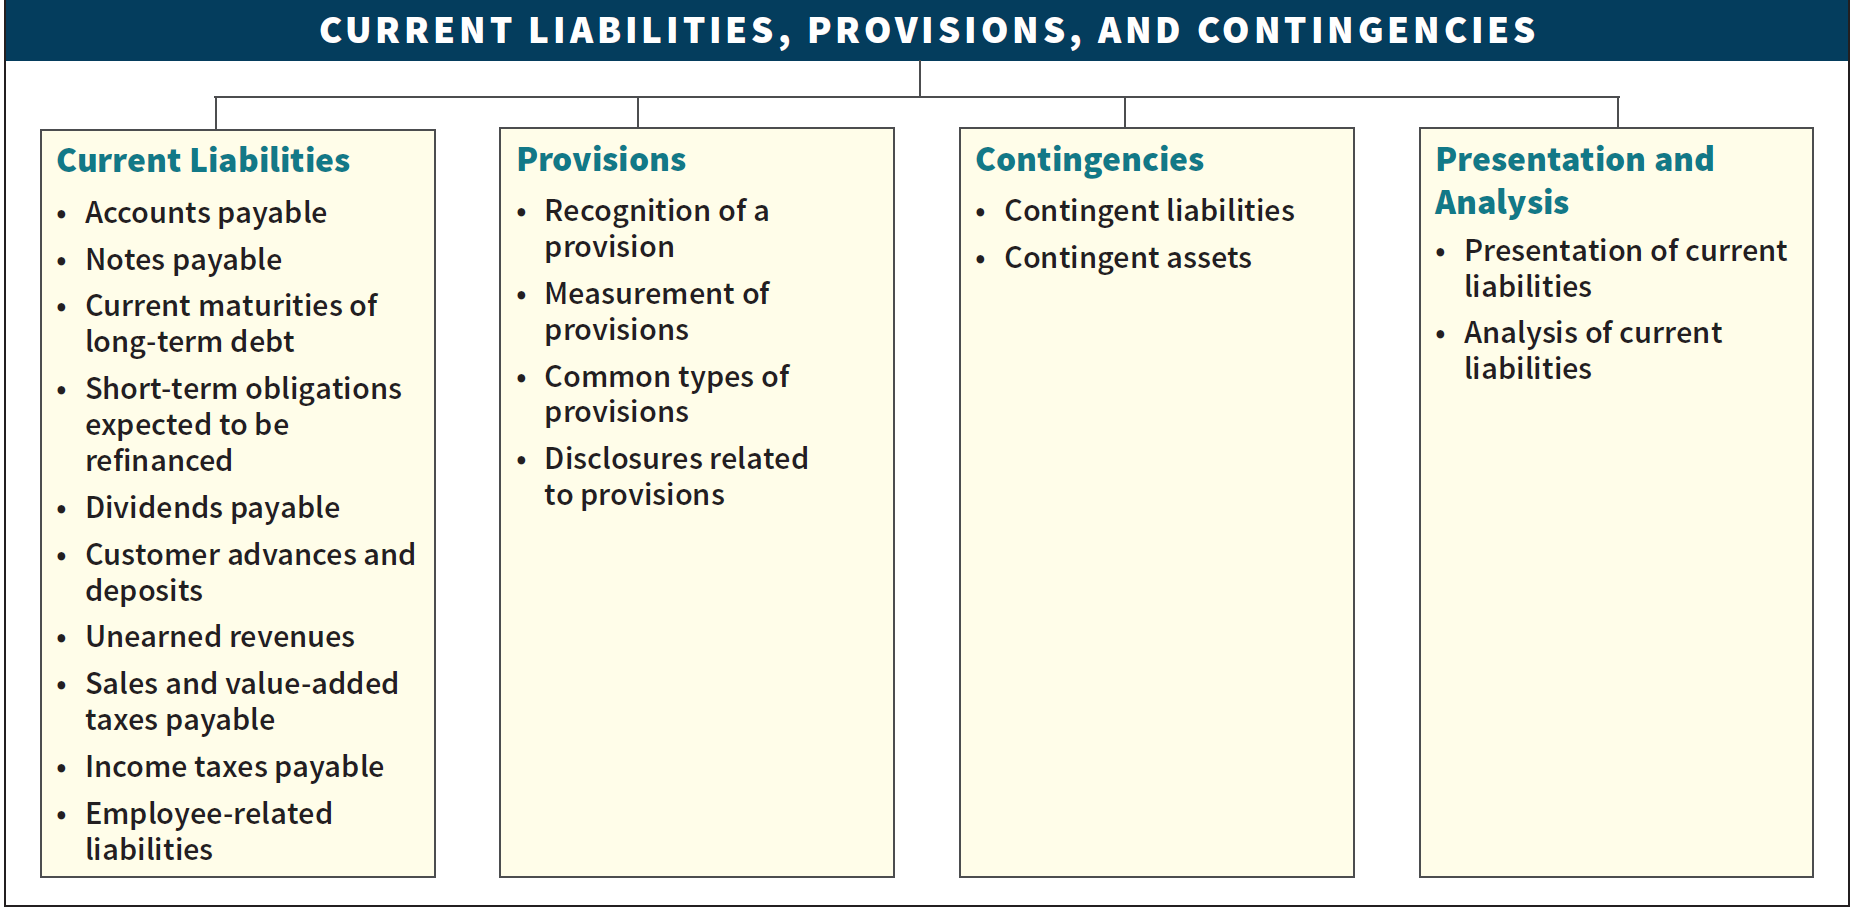 CURRENT LIABILITIES, PROVISIONS, AND CONTINGENCIES
Current Liabilities
• Accounts payable
• Notes payable
• Current maturities of
long-term debt
• Short-term obligations
expected to be
refinanced
• Dividends payable
• Customer advances and
deposits
• Unearned revenues
• Sales and value-added
taxes payable
• Income taxes payable
• Employee-related
liabilities
Provisions
• Recognition of a
provision
• Measurement of
provisions
• Common types of
provisions
• Disclosures related
to provisions
Contingencies
• Contingent liabilities
• Contingent assets
Presentation and
Analysis
• Presentation of current
liabilities
• Analysis of current
liabilities